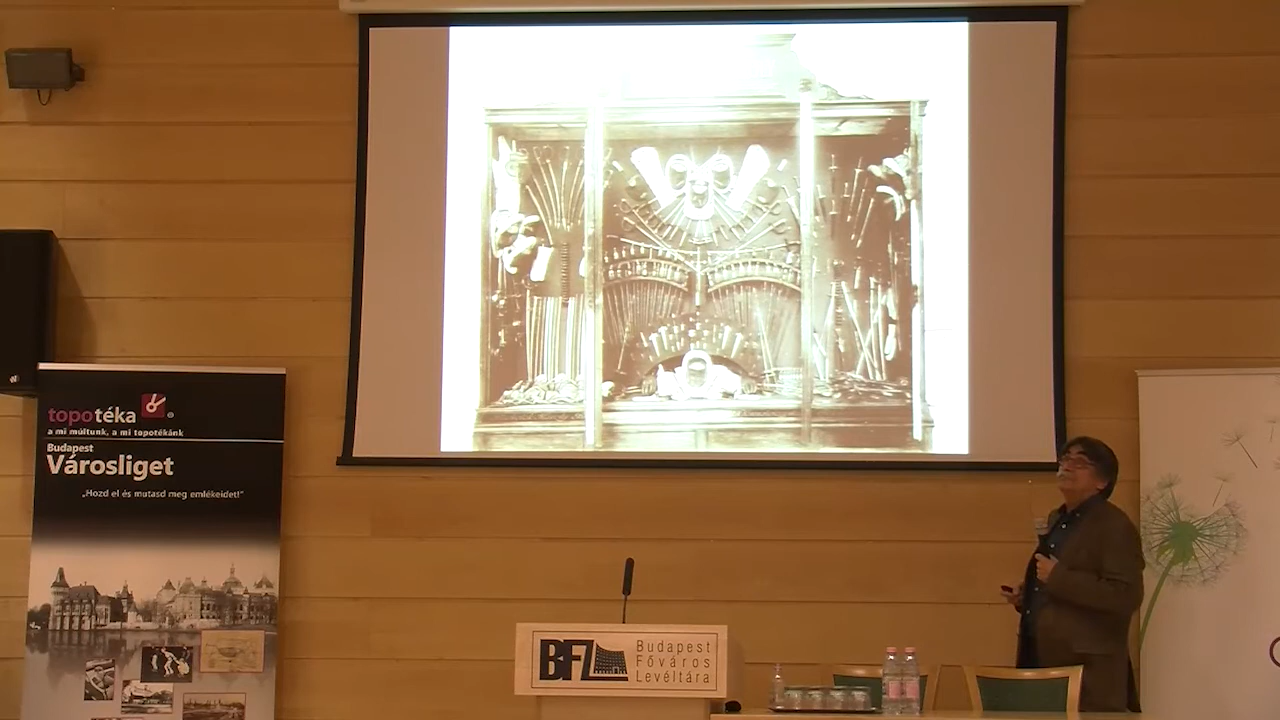 topotéka
a mi múltunk, a mi topotékánk
Budapest
Városliget
„Hozd el és mutasd meg emlékeidet!”
BFL
Budapest
Főváros
Levéltára